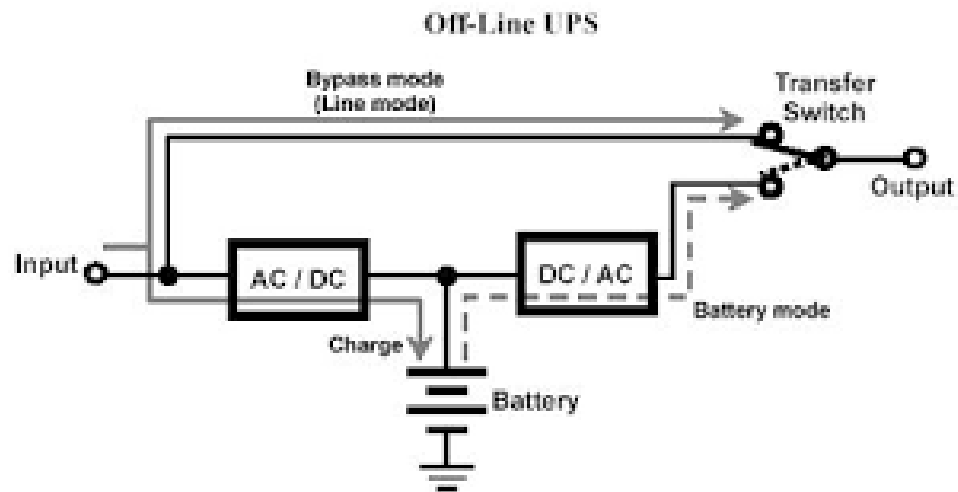 Off-Line UPS
Bypass mode
(Line mode)
Transfer
Switch
Output
Input
AC / DC
DC / AC
Battery mode
Charge
Battery